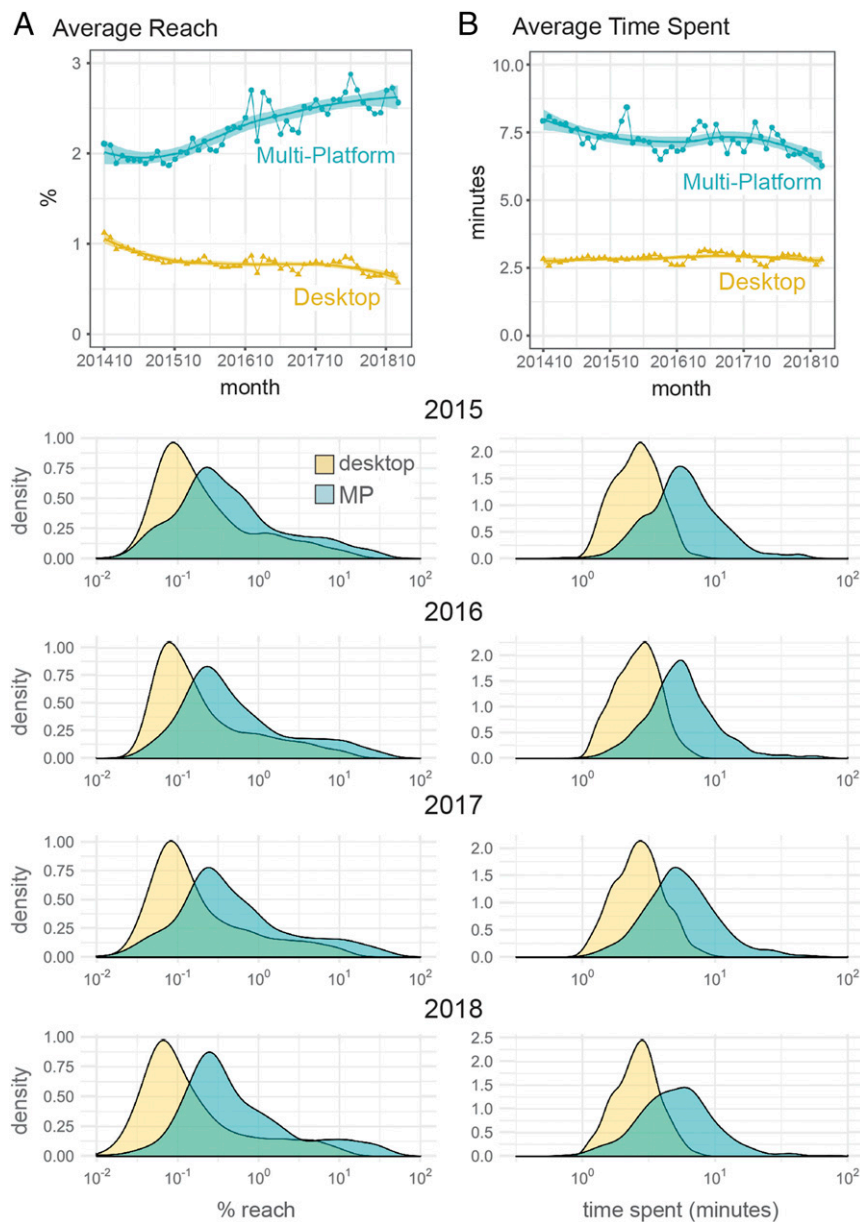 A Average Reach
B Average Time Spent
3
2
1
0
%
Multi-Platform
Desktop
201410 201510 201610 201710 201810
month
10.0
7.5
5.0
2.5
0.0
minutes
Multi-Platform
Desktop
201410 201510 201610 201710 201810
month
2015
1.00
0.75
0.50
0.25
0.00
density
desktop
MP
10-2 10-1 100 101 102
2.0
1.5
1.0
0.5
0.0
100 101 102
2016
1.00
0.75
0.50
0.25
0.00
density
10-2 10-1 100 101 102
2.0
1.5
1.0
0.5
0.0
100 101 102
2017
1.00
0.75
0.50
0.25
0.00
density
10-2 10-1 100 101 102
2.0
1.5
1.0
0.5
0.0
100 101 102
2018
1.00
0.75
0.50
0.25
0.00
density
10-2 10-1 100 101 102
% reach
2.5
2.0
1.5
1.0
0.5
0.0
100 101 102
time spent (minutes)